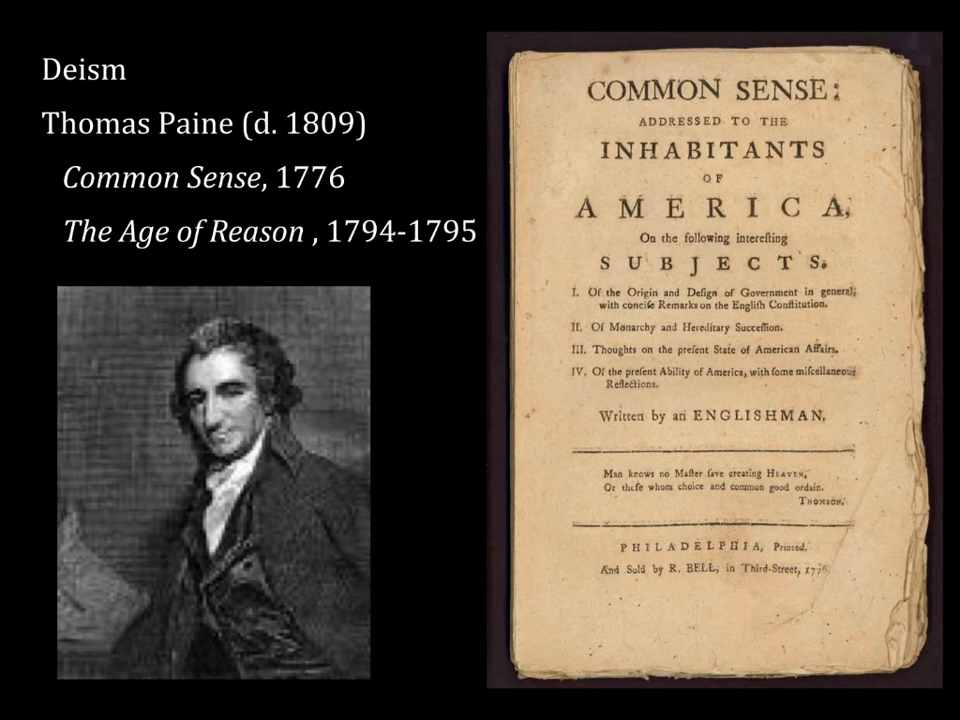 Deism
Thomas Paine (d. 1809)
Common Sense, 1776
The Age of Reason , 1794-1795
COMMON SENSE:
ADDRESSED TO THE
INHABITANTS
OF
AMERICA,
On the following intereſting
SUBJECTS.
I. Of the Origin and Deſign of Government in general,
with conciſe Remarks on the Engliſh Conſtitution.
II. Of Monarchy and Hereditary Succeſſion.
III. Thoughts on the preſent State of American Affairs.
IV. Of the preſent Ability of America, with ſome miſcellaneous
Reflections.
Written by an ENGLISHMAN.
Man knows no Maſter ſave creating HEAVEN,
Or thoſe whom choice and common good ordain.
THOMSON.
PHILADELPHIA, Printed.
And Sold by R. BELL, in Third-Street, 1776.